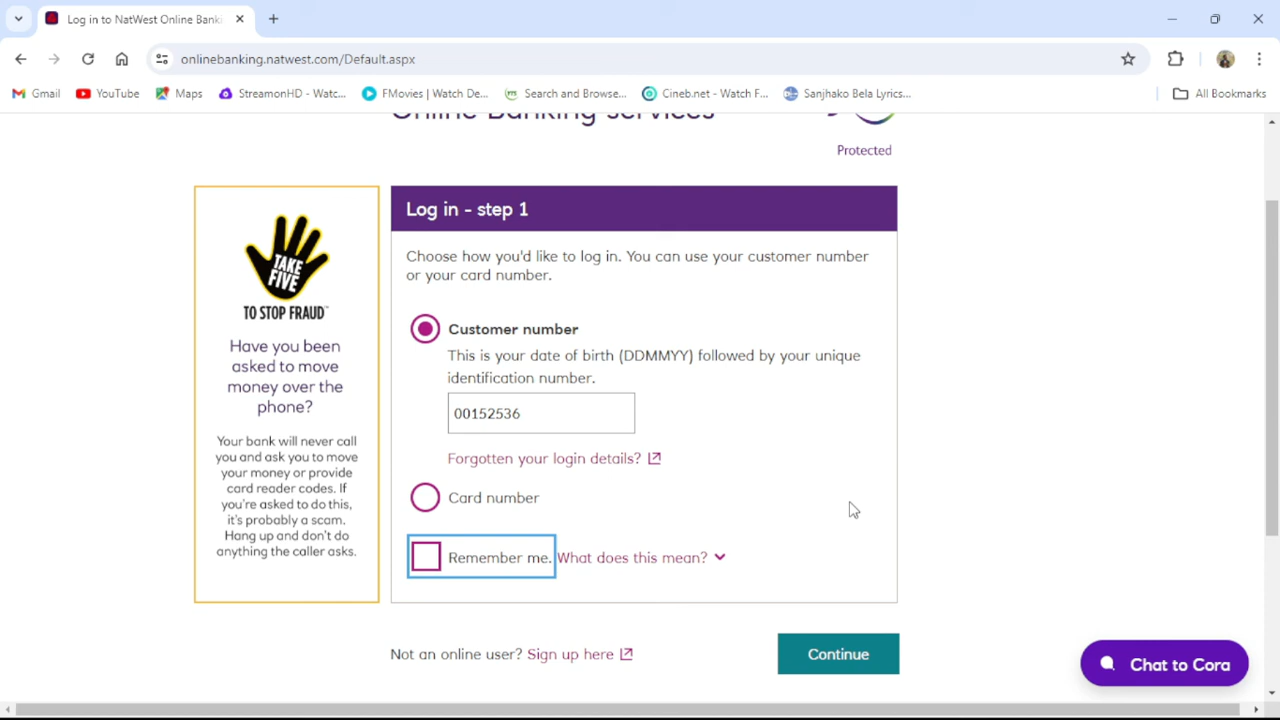 Log in to NatWest Online Banki
onlinebanking.natwest.com/Default.aspx
Gmail
YouTube
Maps
StreamonHD - Watc...
FMovies | Watch De...
Search and Browse...
Cineb.net - Watch F...
Sanjhako Bela Lyrics...
All Bookmarks
Online Banking services
Protected
TAKE
FIVE
TO STOP FRAUD™
Have you been
asked to move
money over the
phone?
Your bank will never call
you and ask you to move
your money or provide
card reader codes. If
you're asked to do this,
it's probably a scam.
Hang up and don't do
anything the caller asks.
Log in - step 1
Choose how you'd like to log in. You can use your customer number
or your card number.
Customer number
This is your date of birth (DDMMYY) followed by your unique
identification number.
00152536
Forgotten your login details?
Card number
Remember me. What does this mean?
Not an online user? Sign up here
Continue
Chat to Cora